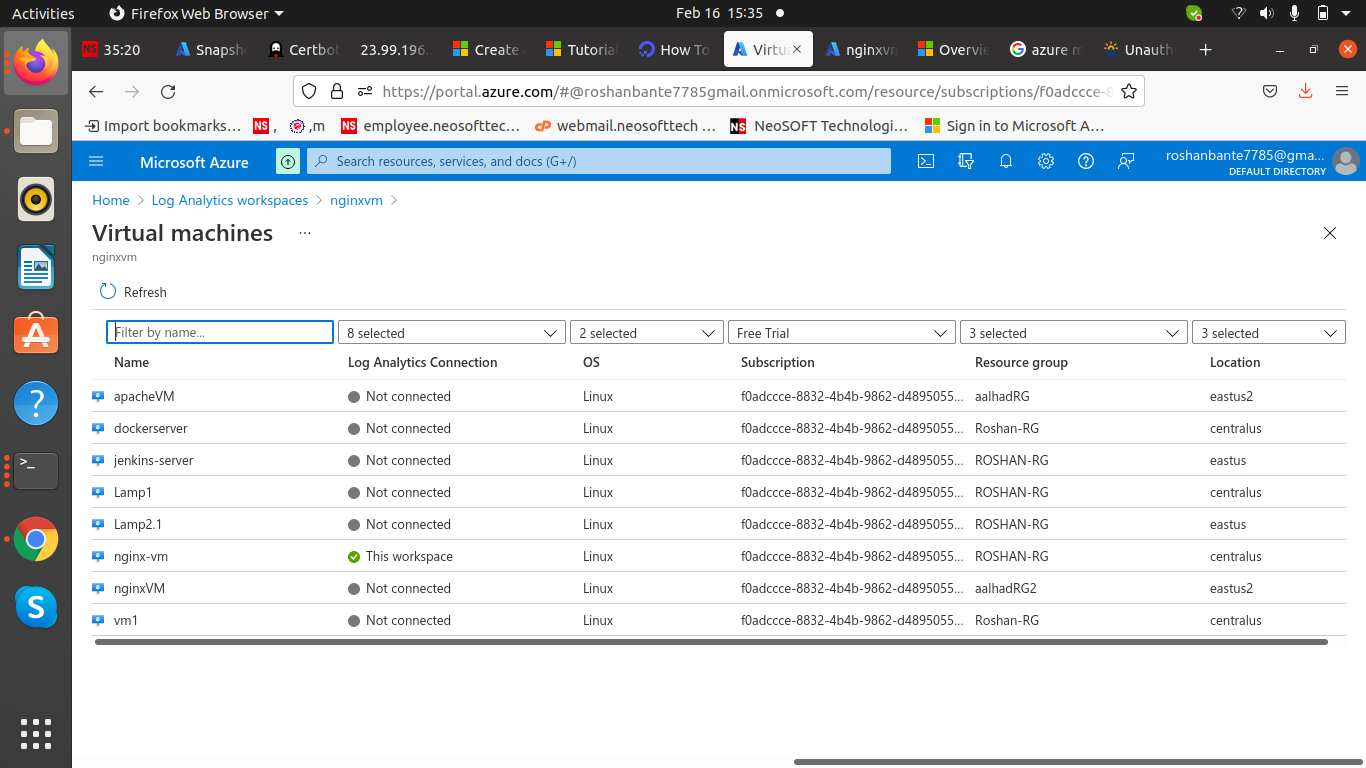 Activities Firefox Web Browser Feb 16 15:35
NS 35:20 Snapsh Certbot 23.99.196. Create Tutorial How To Virtu nginxvm Overvie azure m Unauth
https://portal.azure.com/#@roshanbante7785gmail.onmicrosoft.com/resource/subscriptions/f0adccce-8
Import bookmarks... NS , ,m NS employee.neosofttec... cP webmail.neosofttech ... NS NeoSOFT Technologi... Sign in to Microsoft A...
Microsoft Azure Search resources, services, and docs (G+/) roshanbante7785@gma...
DEFAULT DIRECTORY
Home > Log Analytics workspaces > nginxvm >
Virtual machines ...
nginxvm
Refresh
Filter by name... 8 selected 2 selected Free Trial 3 selected 3 selected
Name Log Analytics Connection OS Subscription Resource group Location
apacheVM Not connected Linux f0adccce-8832-4b4b-9862-d4895055... aalhadRG eastus2
dockerserver Not connected Linux f0adccce-8832-4b4b-9862-d4895055... Roshan-RG centralus
jenkins-server Not connected Linux f0adccce-8832-4b4b-9862-d4895055... ROSHAN-RG eastus
Lamp1 Not connected Linux f0adccce-8832-4b4b-9862-d4895055... ROSHAN-RG centralus
Lamp2.1 Not connected Linux f0adccce-8832-4b4b-9862-d4895055... ROSHAN-RG eastus
nginx-vm This workspace Linux f0adccce-8832-4b4b-9862-d4895055... ROSHAN-RG centralus
nginxVM Not connected Linux f0adccce-8832-4b4b-9862-d4895055... aalhadRG2 eastus2
vm1 Not connected Linux f0adccce-8832-4b4b-9862-d4895055... Roshan-RG centralus